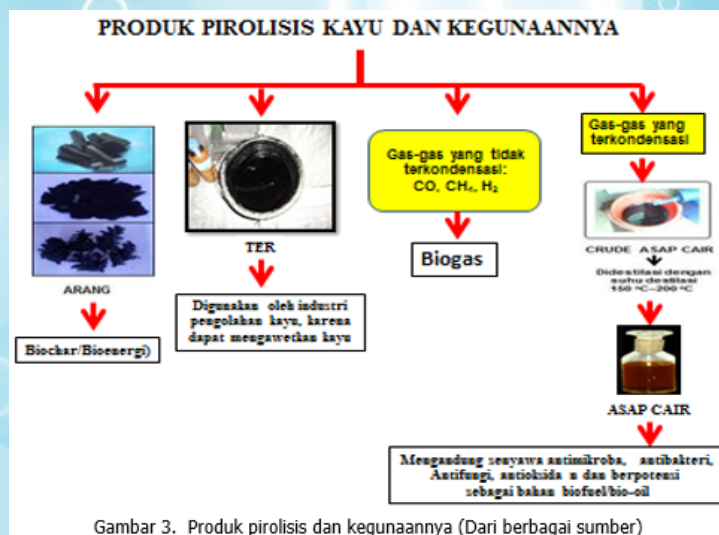 PRODUK PIROLISIS KAYU DAN KEGUNAANNYA
ARANG
Biochar/Bioenergi)
TER
Digunakan oleh industri
pengolahan kayu, karena
dapat mengawetkan kayu
Gas-gas yang tidak
terkondensasi:
CO, CH₄, H₂
Biogas
Gas-gas yang
terkondensasi
CRUDE ASAP CAIR
Didestilasi dengan
suhu destilasi
150 °C–200 °C
ASAP CAIR
Mengandung senyawa antimikroba, antibakteri,
Antifungi, antioksida n dan berpotensi
sebagai bahan biofuel/bio-oil
Gambar 3. Produk pirolisis dan kegunaannya (Dari berbagai sumber)